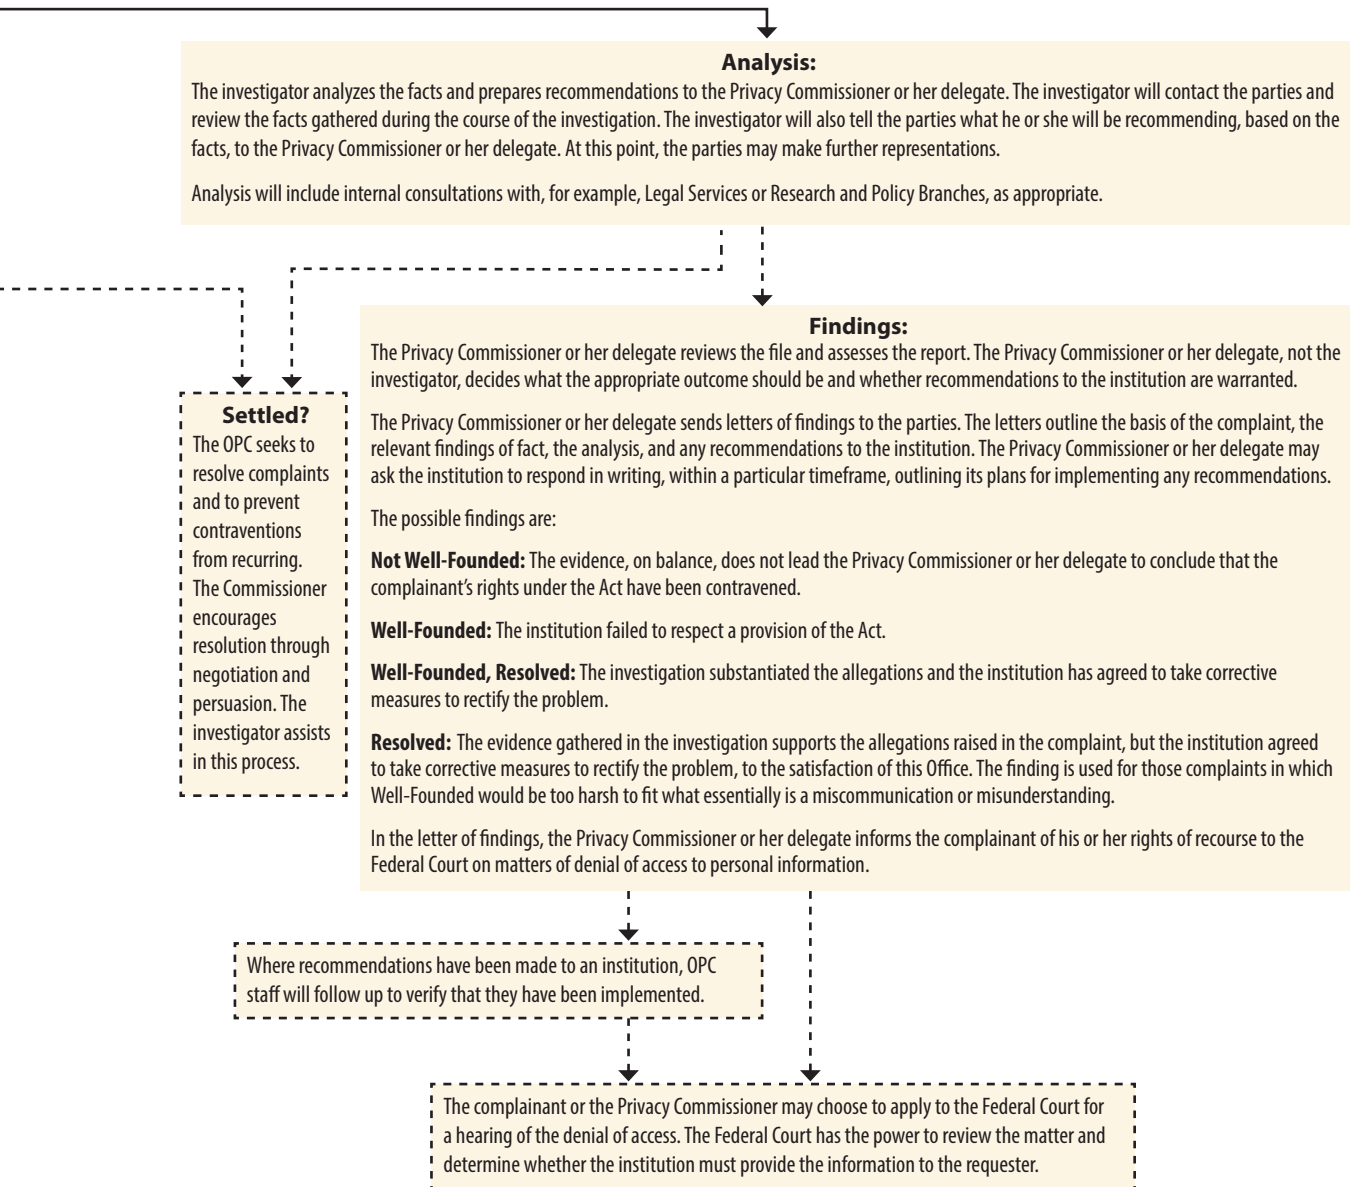 Analysis:
The investigator analyzes the facts and prepares recommendations to the Privacy Commissioner or her delegate. The investigator will contact the parties and
review the facts gathered during the course of the investigation. The investigator will also tell the parties what he or she will be recommending, based on the
facts, to the Privacy Commissioner or her delegate. At this point, the parties may make further representations.
Analysis will include internal consultations with, for example, Legal Services or Research and Policy Branches, as appropriate.
Settled?
The OPC seeks to
resolve complaints
and to prevent
contraventions
from recurring.
The Commissioner
encourages
resolution through
negotiation and
persuasion. The
investigator assists
in this process.
Findings:
The Privacy Commissioner or her delegate reviews the file and assesses the report. The Privacy Commissioner or her delegate, not the
investigator, decides what the appropriate outcome should be and whether recommendations to the institution are warranted.
The Privacy Commissioner or her delegate sends letters of findings to the parties. The letters outline the basis of the complaint, the
relevant findings of fact, the analysis, and any recommendations to the institution. The Privacy Commissioner or her delegate may
ask the institution to respond in writing, within a particular timeframe, outlining its plans for implementing any recommendations.
The possible findings are:
Not Well-Founded: The evidence, on balance, does not lead the Privacy Commissioner or her delegate to conclude that the
complainant's rights under the Act have been contravened.
Well-Founded: The institution failed to respect a provision of the Act.
Well-Founded, Resolved: The investigation substantiated the allegations and the institution has agreed to take corrective
measures to rectify the problem.
Resolved: The evidence gathered in the investigation supports the allegations raised in the complaint, but the institution agreed
to take corrective measures to rectify the problem, to the satisfaction of this Office. The finding is used for those complaints in which
Well-Founded would be too harsh to fit what essentially is a miscommunication or misunderstanding.
In the letter of findings, the Privacy Commissioner or her delegate informs the complainant of his or her rights of recourse to the
Federal Court on matters of denial of access to personal information.
Where recommendations have been made to an institution, OPC
staff will follow up to verify that they have been implemented.
The complainant or the Privacy Commissioner may choose to apply to the Federal Court for
a hearing of the denial of access. The Federal Court has the power to review the matter and
determine whether the institution must provide the information to the requester.